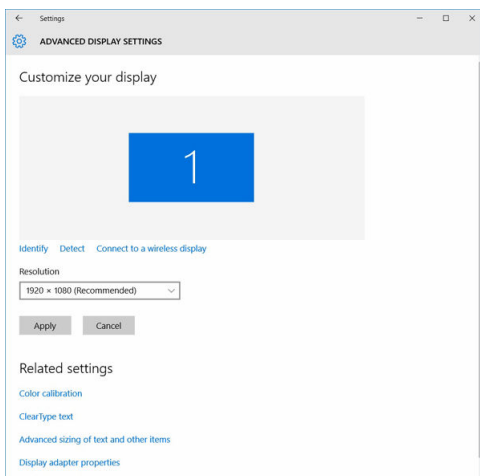 Settings
ADVANCED DISPLAY SETTINGS
Customize your display
1
Identify Detect Connect to a wireless display
Resolution
1920 × 1080 (Recommended)
Apply Cancel
Related settings
Color calibration
ClearType text
Advanced sizing of text and other items
Display adapter properties